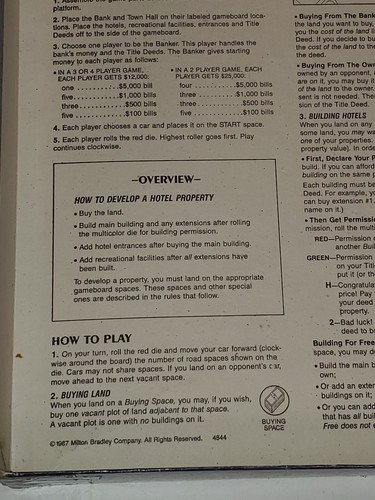 platform.
2. Place the Bank and Town Hall on their labeled gameboard loca-
tions. Place the hotels, recreational facilities, entrances and Title
Deeds off to the side of the gameboard.
3. Choose one player to be the Banker. This player handles the
bank's money and the Title Deeds. The Banker gives starting
money to each player as follows:
• IN A 3 OR 4 PLAYER GAME,
EACH PLAYER GETS $12,000:
one ........$5,000 bill
five ........$1,000 bills
three ........$500 bills
five ........$100 bills
• IN A 2 PLAYER GAME, EACH
PLAYER GETS $25,000:
four ........$5,000 bills
three ........$1,000 bills
three ........$500 bills
five ........$100 bills
4. Each player chooses a car and places it on the START space.
5. Each player rolls the red die. Highest roller goes first. Play
continues clockwise.
—OVERVIEW—
HOW TO DEVELOP A HOTEL PROPERTY
• Buy the land.
• Build main building and any extensions after rolling
the multicolor die for building permission.
• Add hotel entrances after buying the main building.
• Add recreational facilities after all extensions have
been built.
To develop a property, you must land on the appropriate
gameboard spaces. These spaces and other special
ones are described in the rules that follow.
HOW TO PLAY
1. On your turn, roll the red die and move your car forward (clock-
wise around the board) the number of road spaces shown on the
die. Cars may not share spaces. If you land on an opponent's car,
move ahead to the next vacant space.
2. BUYING LAND
When you land on a Buying Space, you may, if you wish,
buy one vacant plot of land adjacent to that space.
A vacant plot is one with no buildings on it.
BUYING
SPACE
©1987 Milton Bradley Company. All Rights Reserved. 4844
• Buying From The Bank
the land you want to buy,
you the cost of the land
Deed. If you decide to bu
the cost of the land to the
deed.
• Buying From The Own
owned by an opponent, a
are on it, you may buy it
of the land to the owner.
sent is not needed. The
sion of the Title Deed.
3. BUILDING HOTELS
When you land on any
some land, you may wa
on one of your properties.
property value). In orde
• First, Declare Your P
build. If you can afford
building on the same p
Each building must be
Deed. For example, y
can buy extension #1.
name on it.)
• Then Get Permission.
mission, roll the multi
RED—Permission
another Buil
GREEN—Permission
on your Title
put it (or the
H—Congratula
price! Pay
your deed
property.
2—Bad luck!
deed to b
Building For Free
space, you may d
• Build the main b
own;
• Or add an exten
buildings on it;
• Or you can add
that has all build
Free does not e